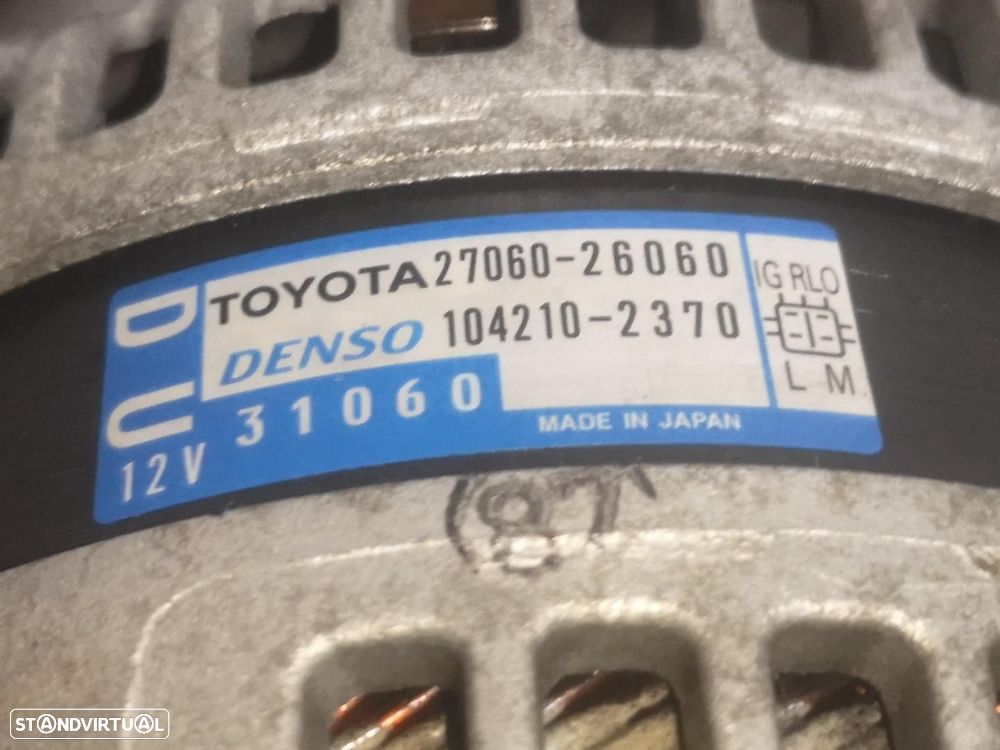 TOYOTA 27060-26060
DENSO 104210-2370
DU
31060
12V
MADE IN JAPAN
IG RLO
L M
STANDVIRTUAL